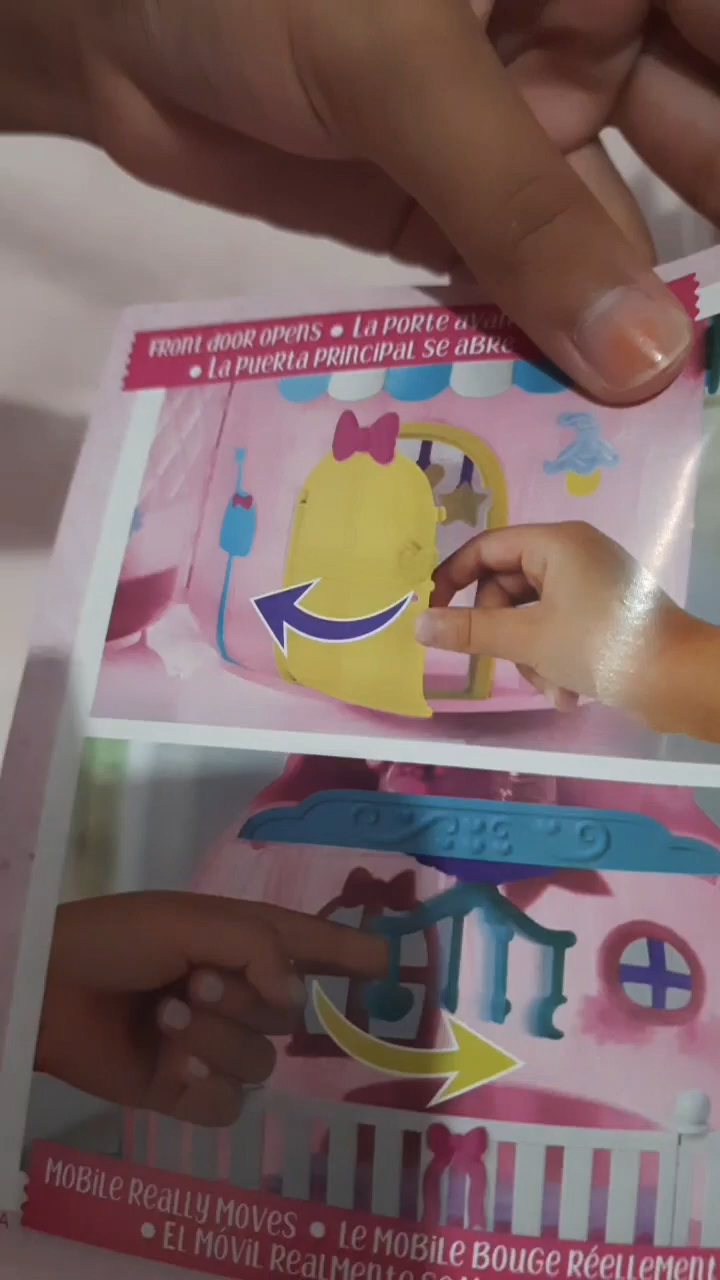 FRONT dOOR OPENS • LA PORTE
• LA PUERTA PRINCIPAL SE ABRE
MOBILE REALLY MOVES • LE MOBILE BOUGE RÉELLEMENT
• EL MÓVIL REALMENTE